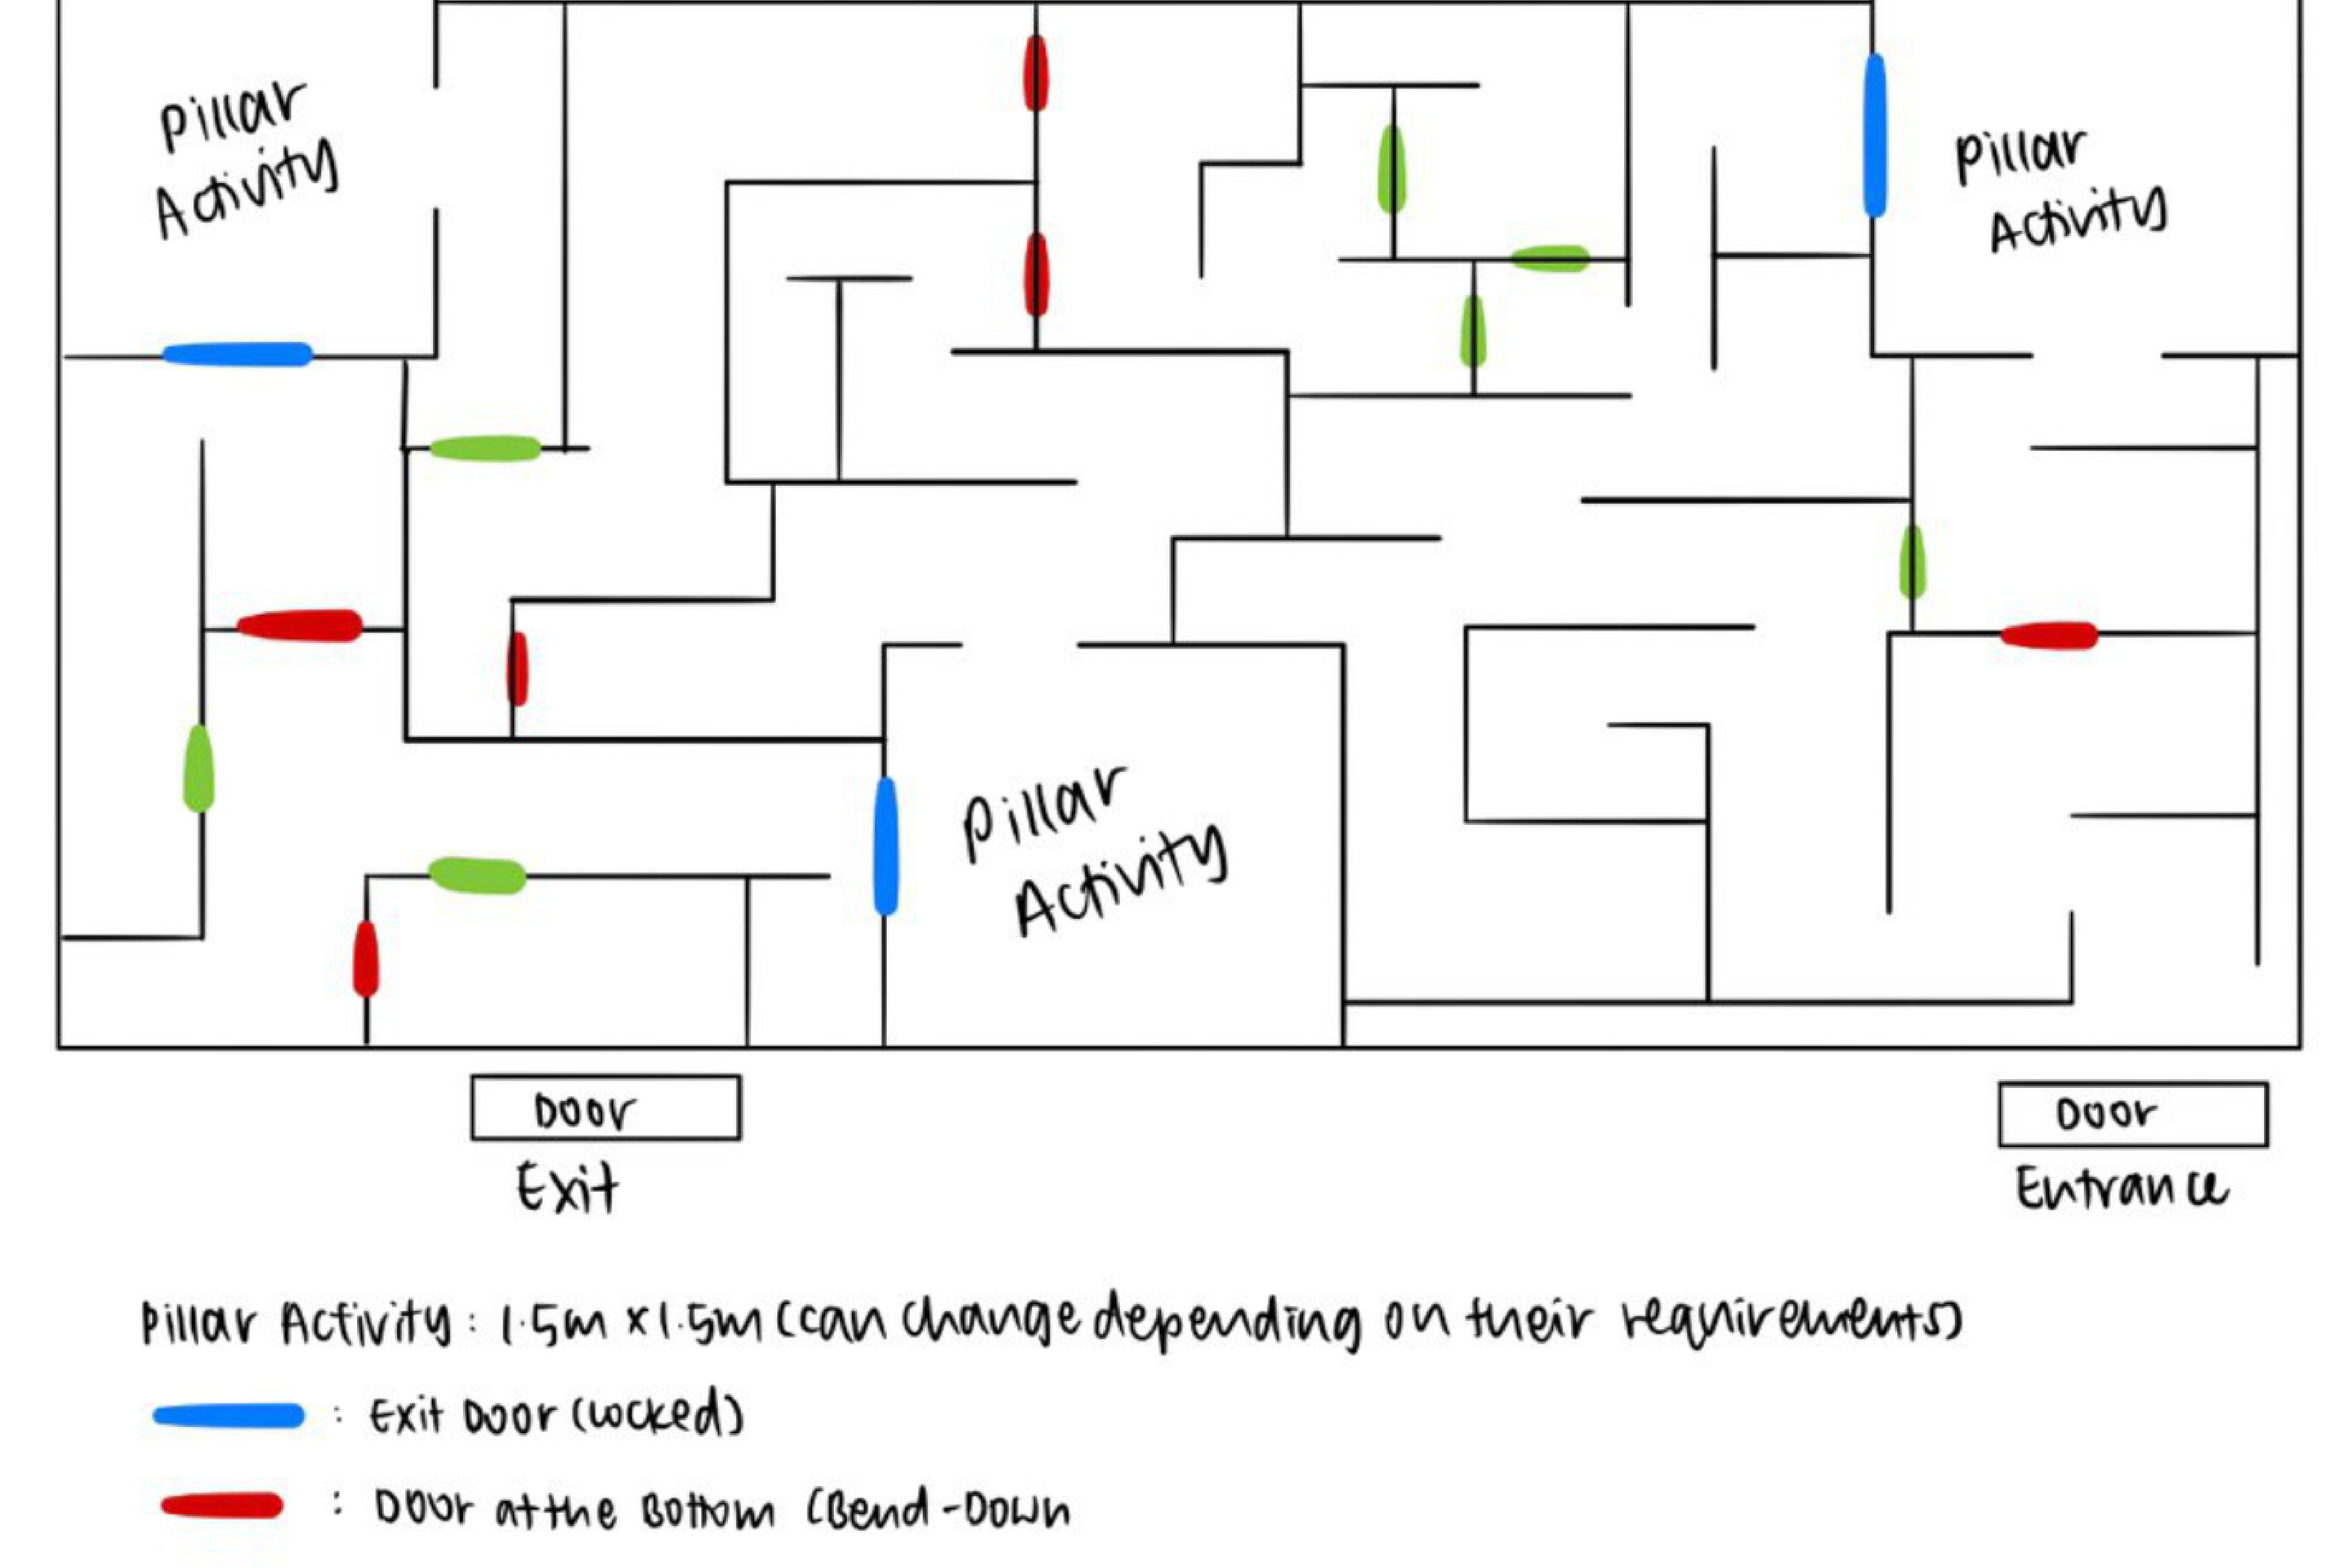 Pillar
Activity
Pillar
Activity
Pillar
Activity
Door
Exit
Door
Entrance
Pillar Activity : 1.5m x 1.5m (can change depending on their requirements)
: Exit Door (Locked)
: Door at the Bottom (Bend-Down